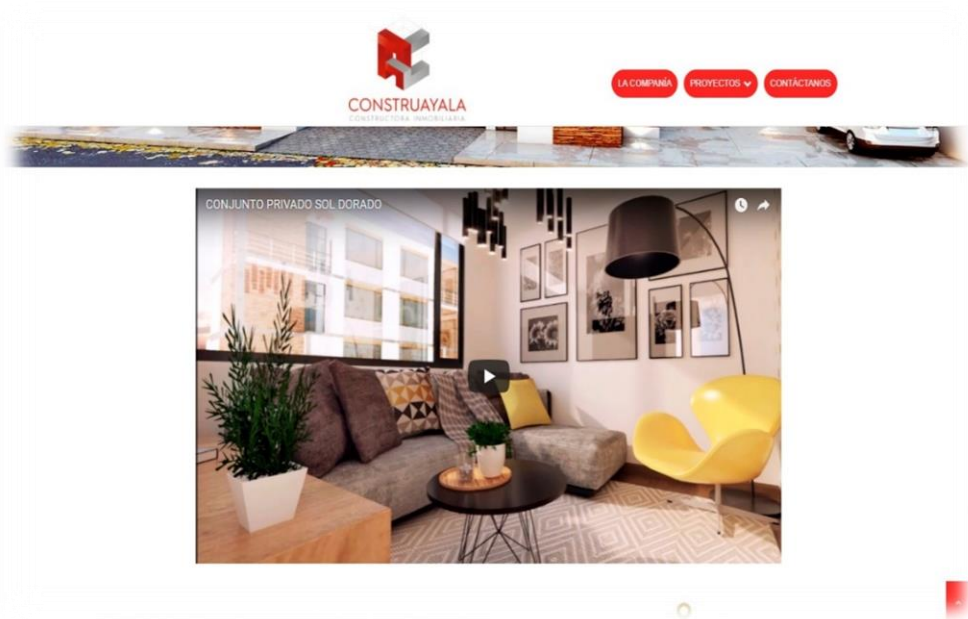 CONSTRUAYALA
CONSTRUCTORA INMOBILIARIA
LA COMPAÑÍA
PROYECTOS
CONTÁCTANOS
CONJUNTO PRIVADO SOL DORADO